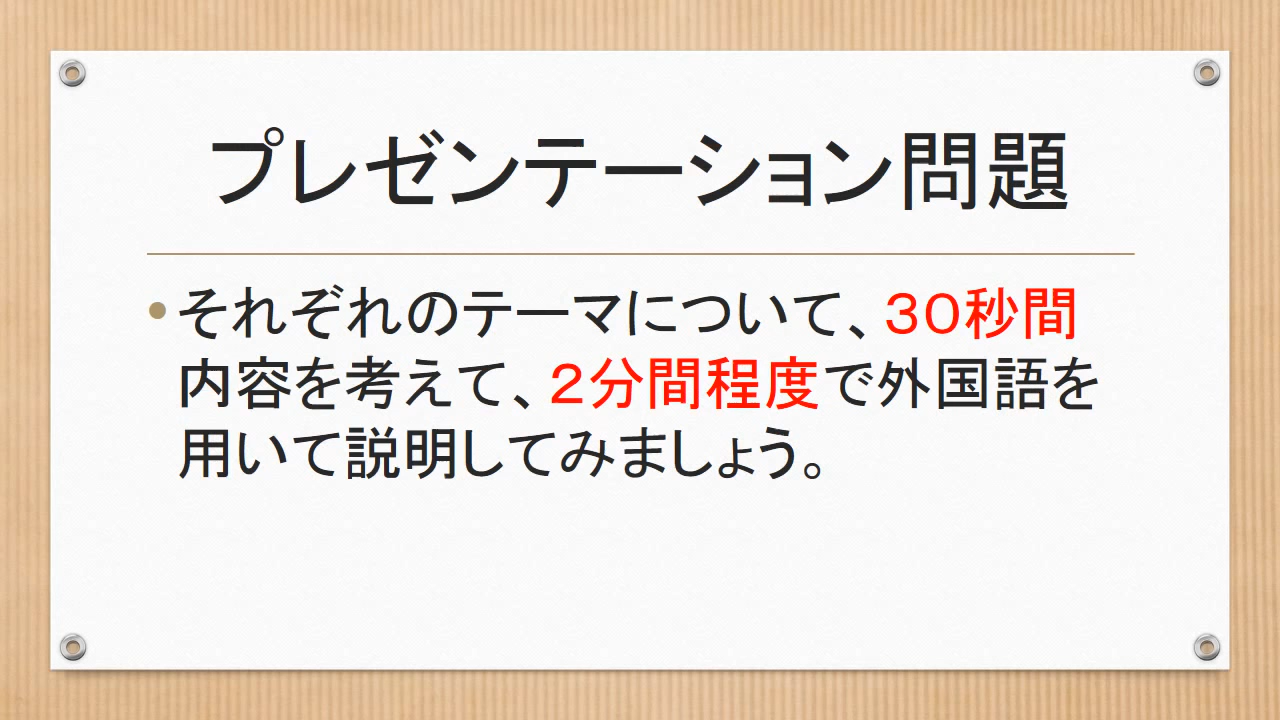 プレゼンテーション問題
•それぞれのテーマについて、３０秒間
内容を考えて、２分間程度で外国語を
用いて説明してみましょう。